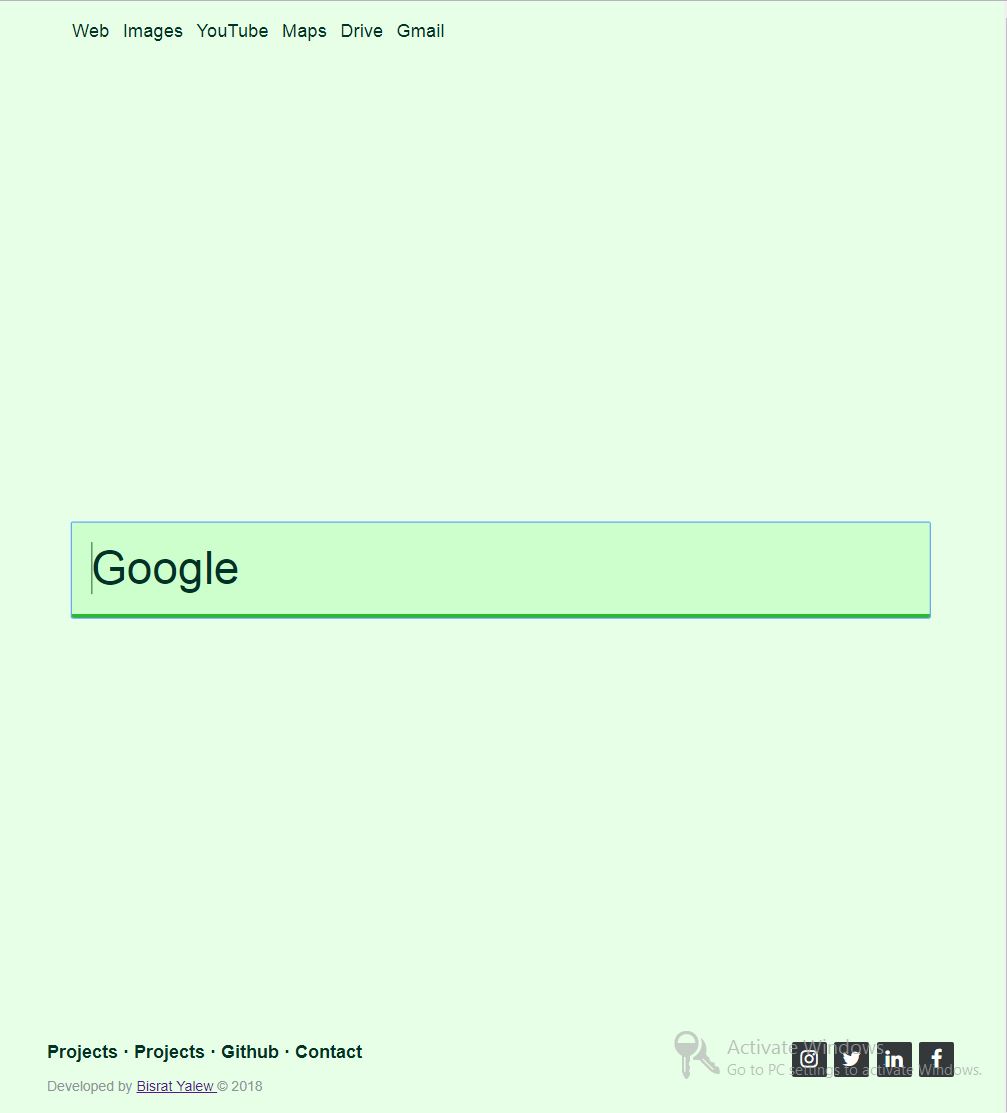 Web Images YouTube Maps Drive Gmail
Google
Projects · Projects · Github · Contact
Developed by Bisrat Yalew © 2018
Activate Windows
Go to PC settings to activate Windows.